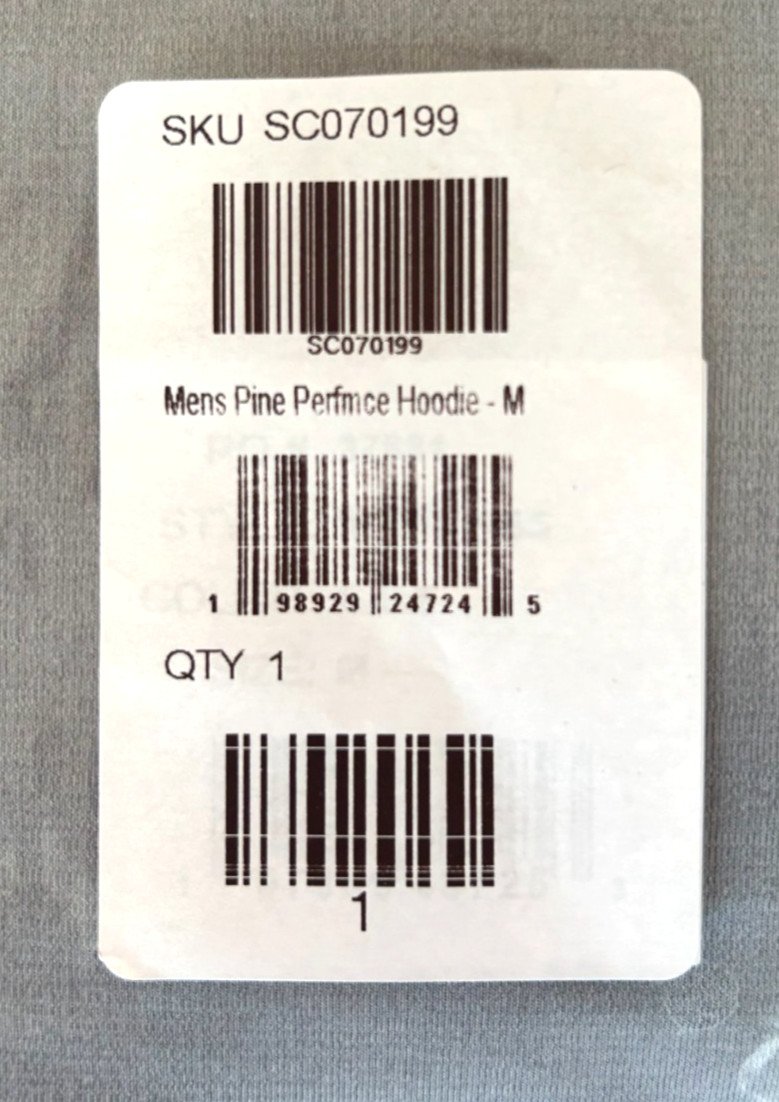 SKU SC070199
SC070199
Mens Pine Perfmce Hoodie - M
1 98929 24724 5
QTY 1
1